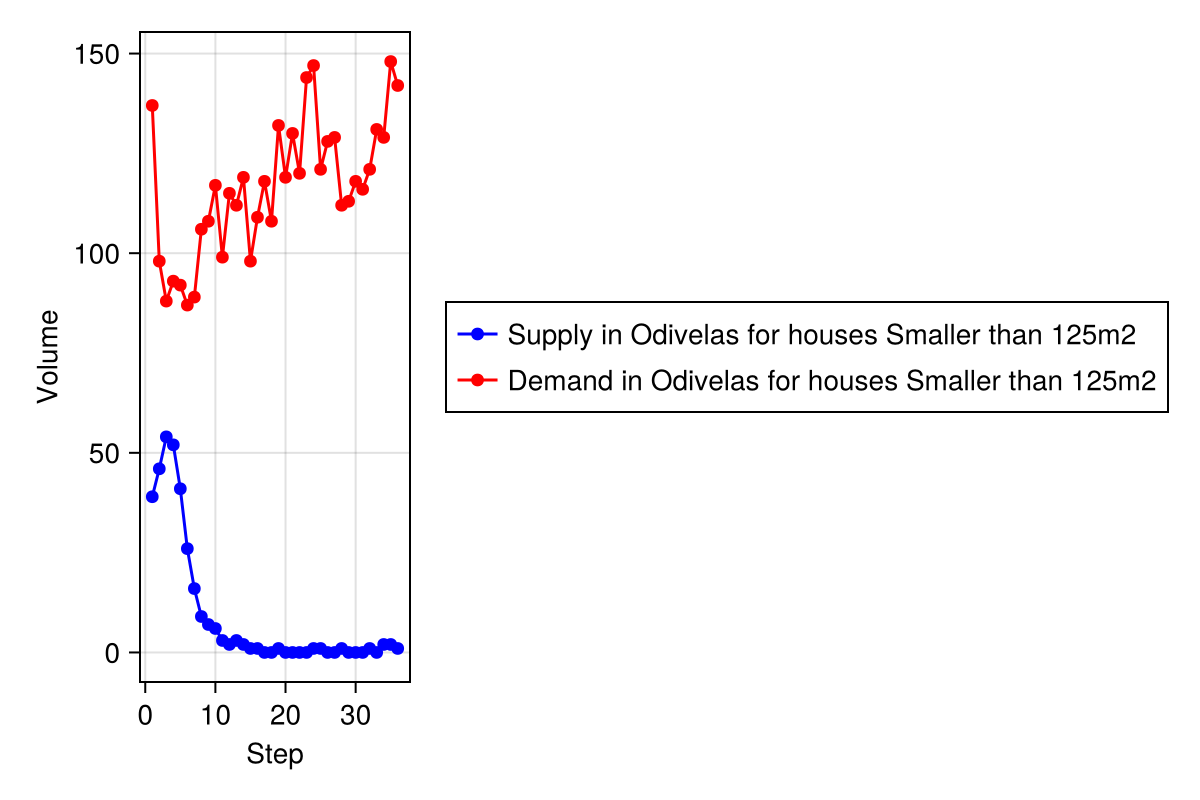 150
100
50
0
Volume
0 10 20 30
Step
Supply in Odivelas for houses Smaller than 125m2
Demand in Odivelas for houses Smaller than 125m2